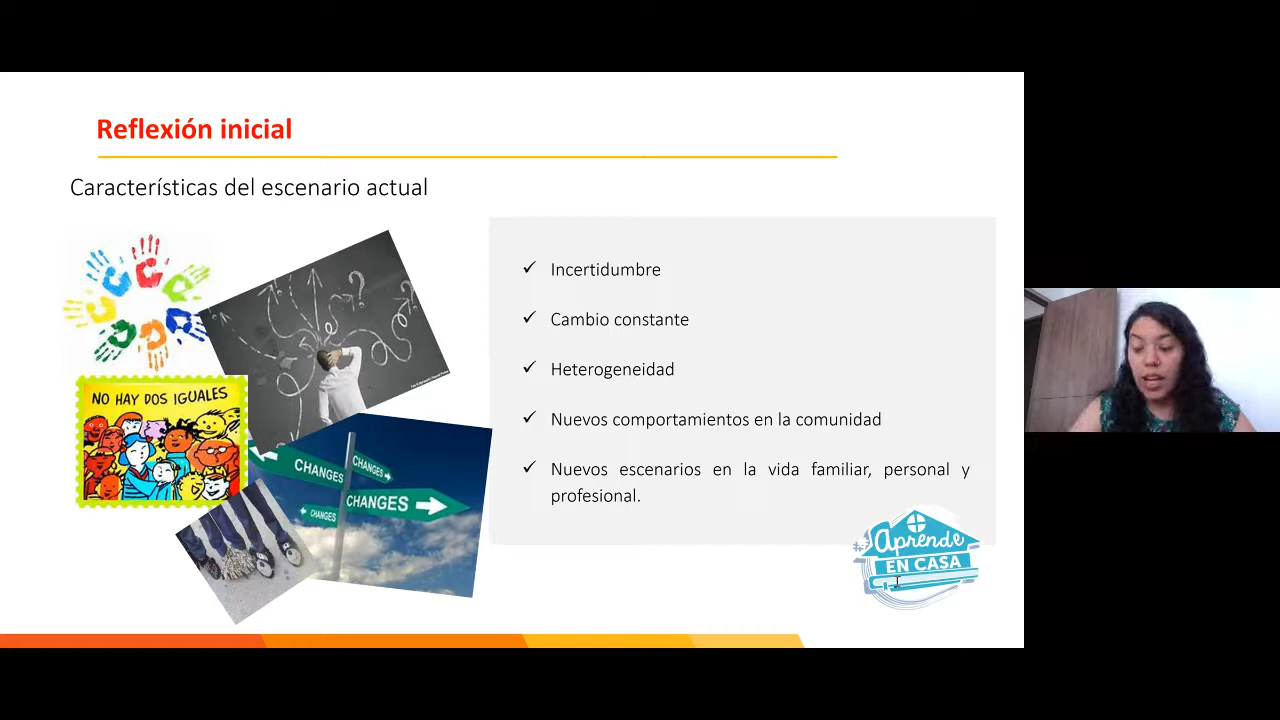 Reflexión inicial
Características del escenario actual
NO HAY DOS IGUALES
CHANGES
CHANGES
CHANGES
CHANGES
✓ Incertidumbre
✓ Cambio constante
✓ Heterogeneidad
✓ Nuevos comportamientos en la comunidad
✓ Nuevos escenarios en la vida familiar, personal y
profesional.
Aprende
EN CASA